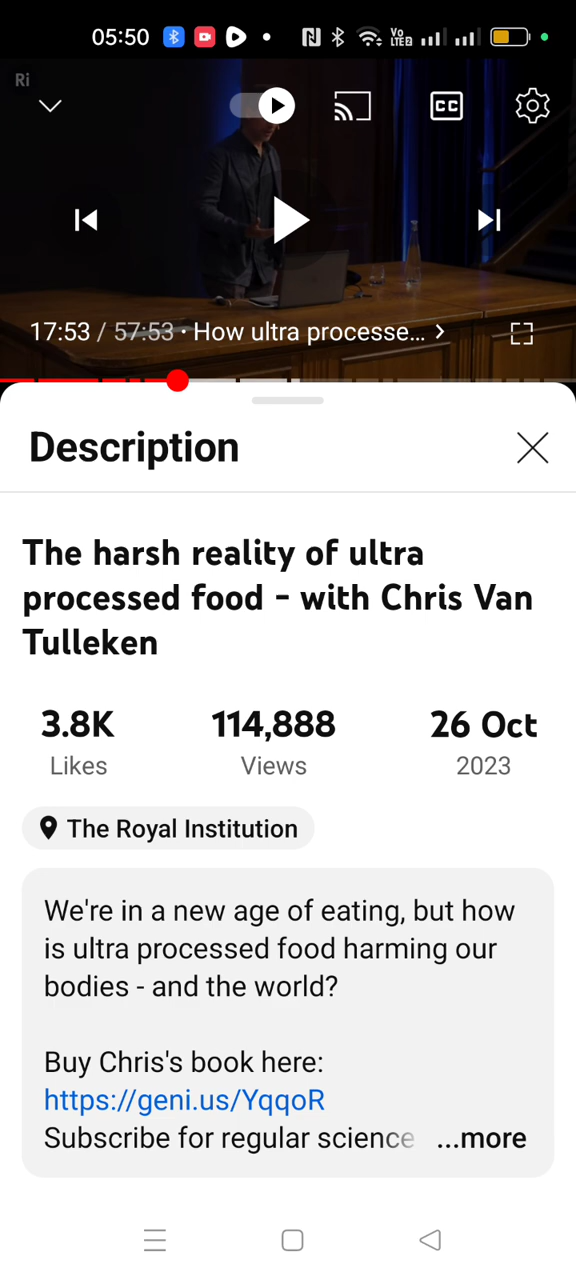 05:50
Vo
LTE2
Ri
CC
17:53 / 57:53 · How ultra processe...
Description
The harsh reality of ultra
processed food - with Chris Van
Tulleken
3.8K 114,888 26 Oct
Likes Views 2023
The Royal Institution
We're in a new age of eating, but how
is ultra processed food harming our
bodies - and the world?
Buy Chris's book here:
https://geni.us/YqqoR
Subscribe for regular science ...more